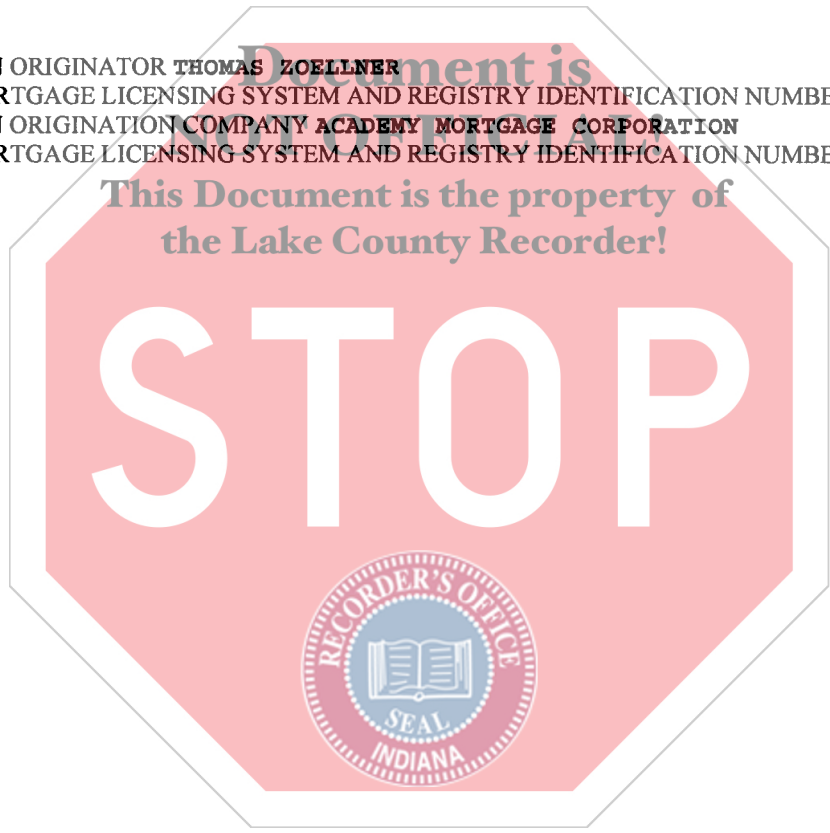 ORIGINATOR THOMAS ZOELLNER
Document is
RTGAGE LICENSING SYSTEM AND REGISTRY IDENTIFICATION NUMBE
ORIGINATION COMPANY ACADEMY MORTGAGE CORPORATION
NOT OFFICIAL!
RTGAGE LICENSING SYSTEM AND REGISTRY IDENTIFICATION NUMBE
This Document is the property of
the Lake County Recorder!
STOP
RECORDER'S OFFICE
SEAL
INDIANA